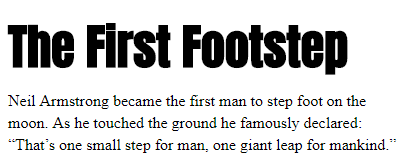 The First Footstep
Neil Armstrong became the first man to step foot on the
moon. As he touched the ground he famously declared:
“That’s one small step for man, one giant leap for mankind.”